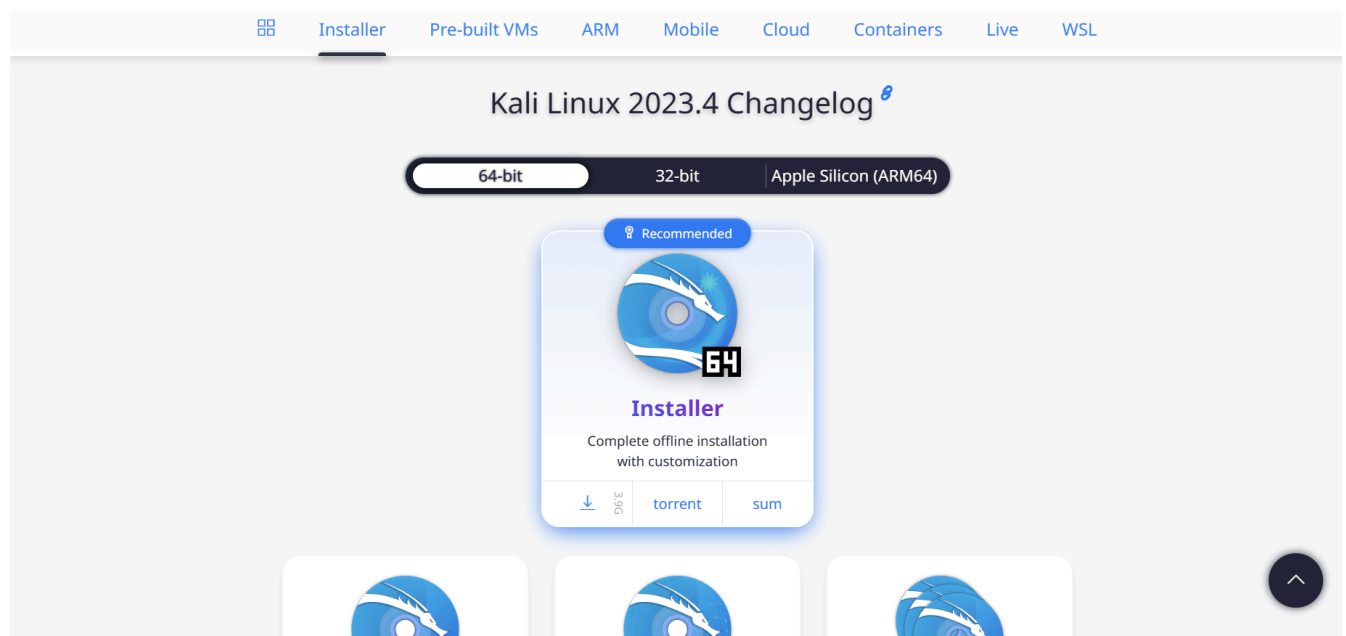 Installer Pre-built VMs ARM Mobile Cloud Containers Live WSL
Kali Linux 2023.4 Changelog
64-bit 32-bit Apple Silicon (ARM64)
Recommended
64
Installer
Complete offline installation
with customization
3.9G torrent sum